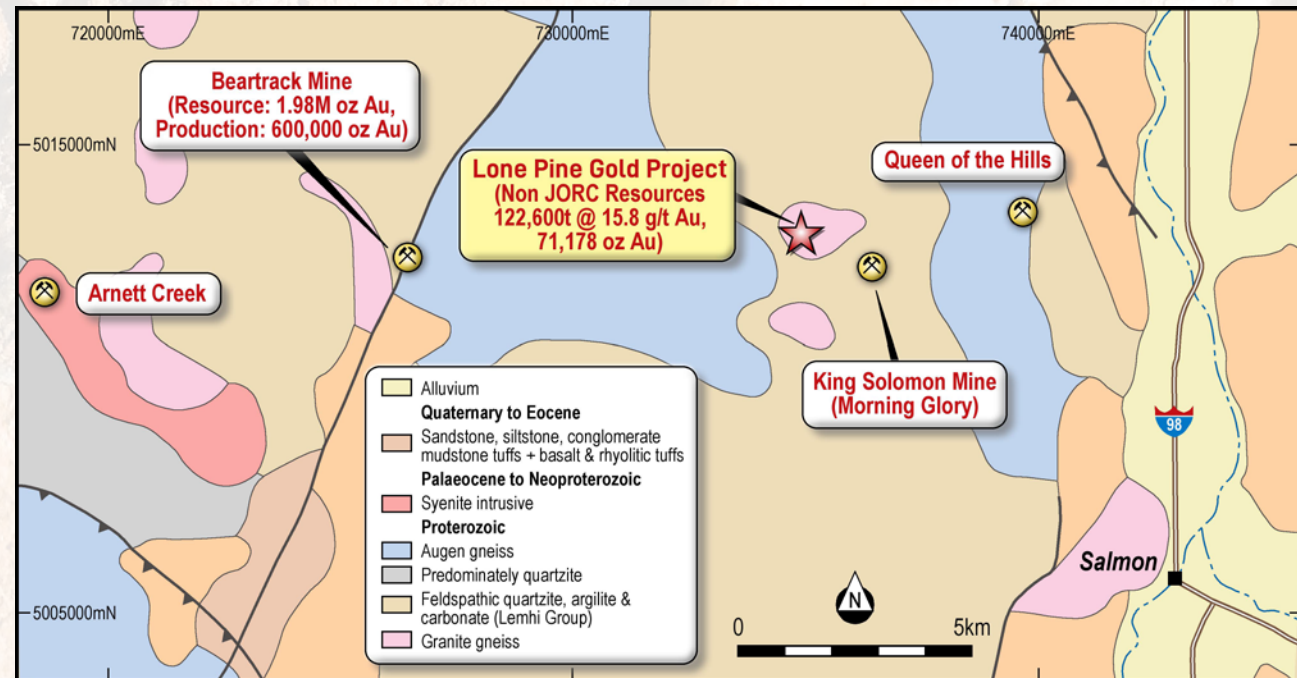 720000mE
730000mE
740000mE
Beartrack Mine
(Resource: 1.98M oz Au,
Production: 600,000 oz Au)
5015000mN
Lone Pine Gold Project
(Non JORC Resources
122,600t @ 15.8 g/t Au,
71,178 oz Au)
Queen of the Hills
Arnett Creek
King Solomon Mine
(Morning Glory)
98
Alluvium
Quaternary to Eocene
Sandstone, siltstone, conglomerate
mudstone tuffs + basalt & rhyolitic tuffs
Palaeocene to Neoproterozoic
Syenite intrusive
Proterozoic
Augen gneiss
Predominately quartzite
Feldspathic quartzite, argilite &
carbonate (Lemhi Group)
Granite gneiss
Salmon
5005000mN
N
0 5km